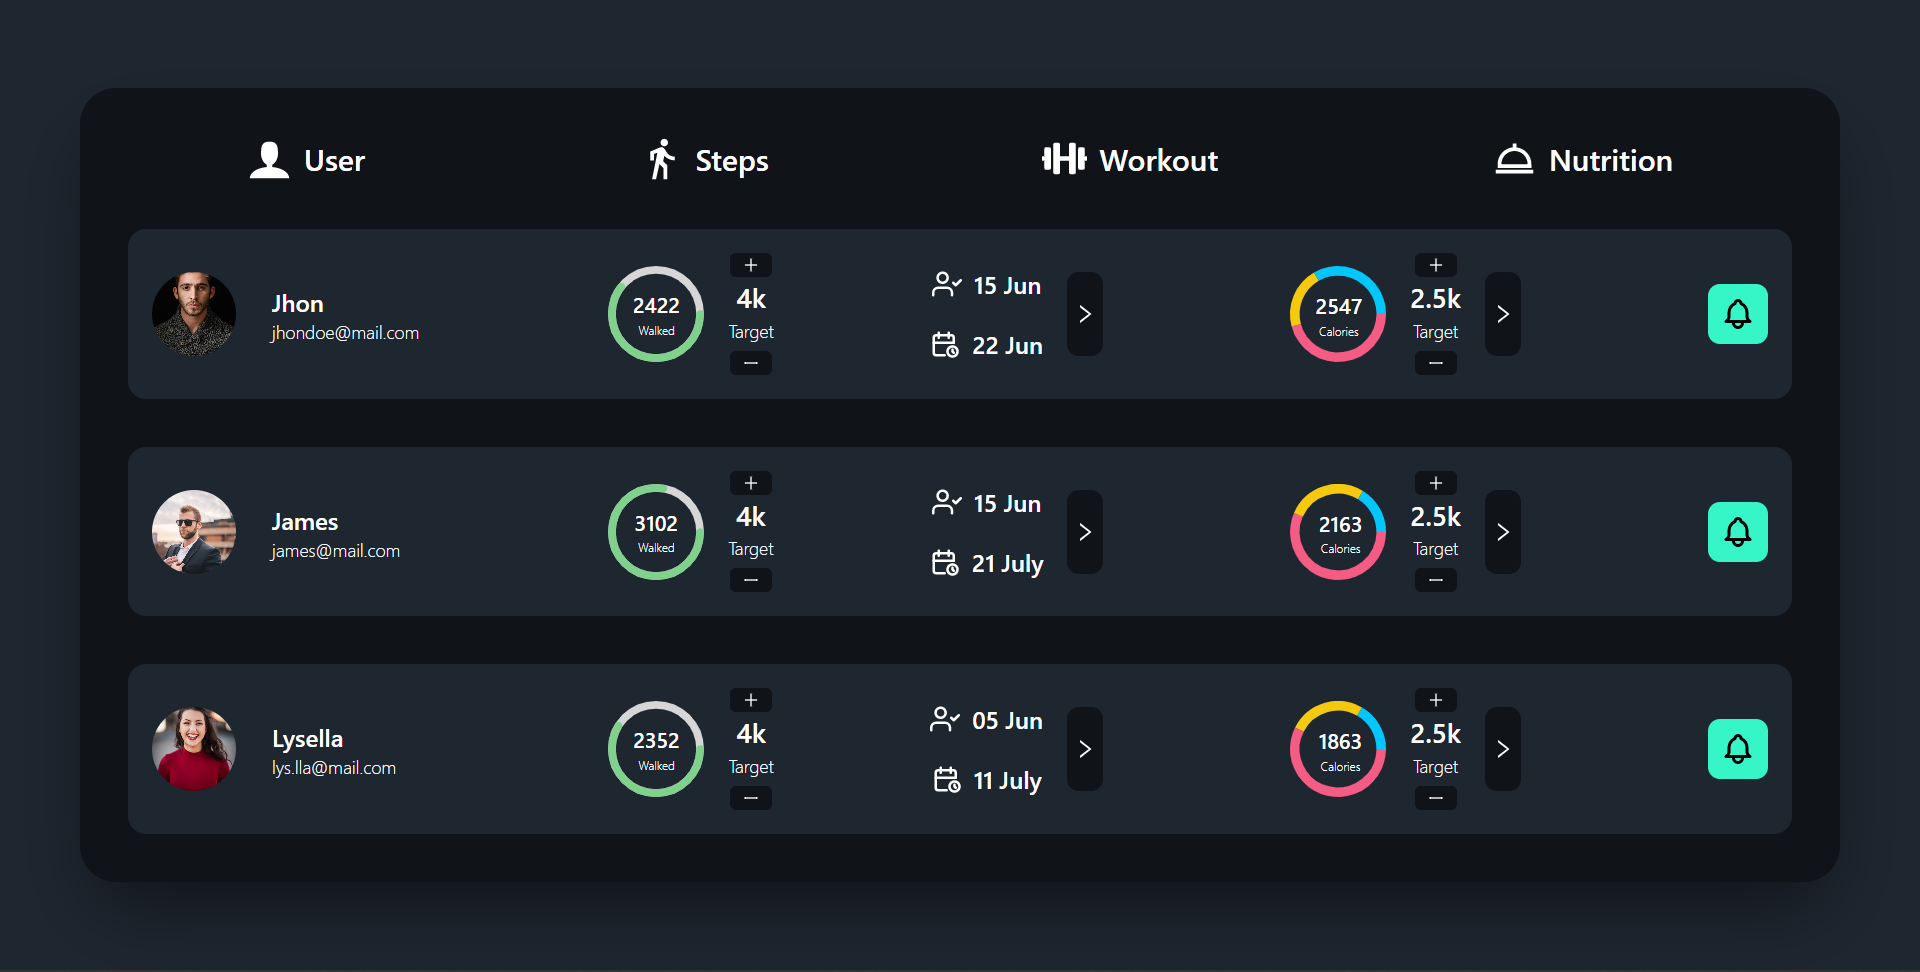 User Steps Workout Nutrition
Jhon
jhondoe@mail.com
2422
Walked
+
4k
Target
−
15 Jun
22 Jun
>
2547
Calories
+
2.5k
Target
−
>
James
james@mail.com
3102
Walked
+
4k
Target
−
15 Jun
21 July
>
2163
Calories
+
2.5k
Target
−
>
Lysella
lys.lla@mail.com
2352
Walked
+
4k
Target
−
05 Jun
11 July
>
1863
Calories
+
2.5k
Target
−
>